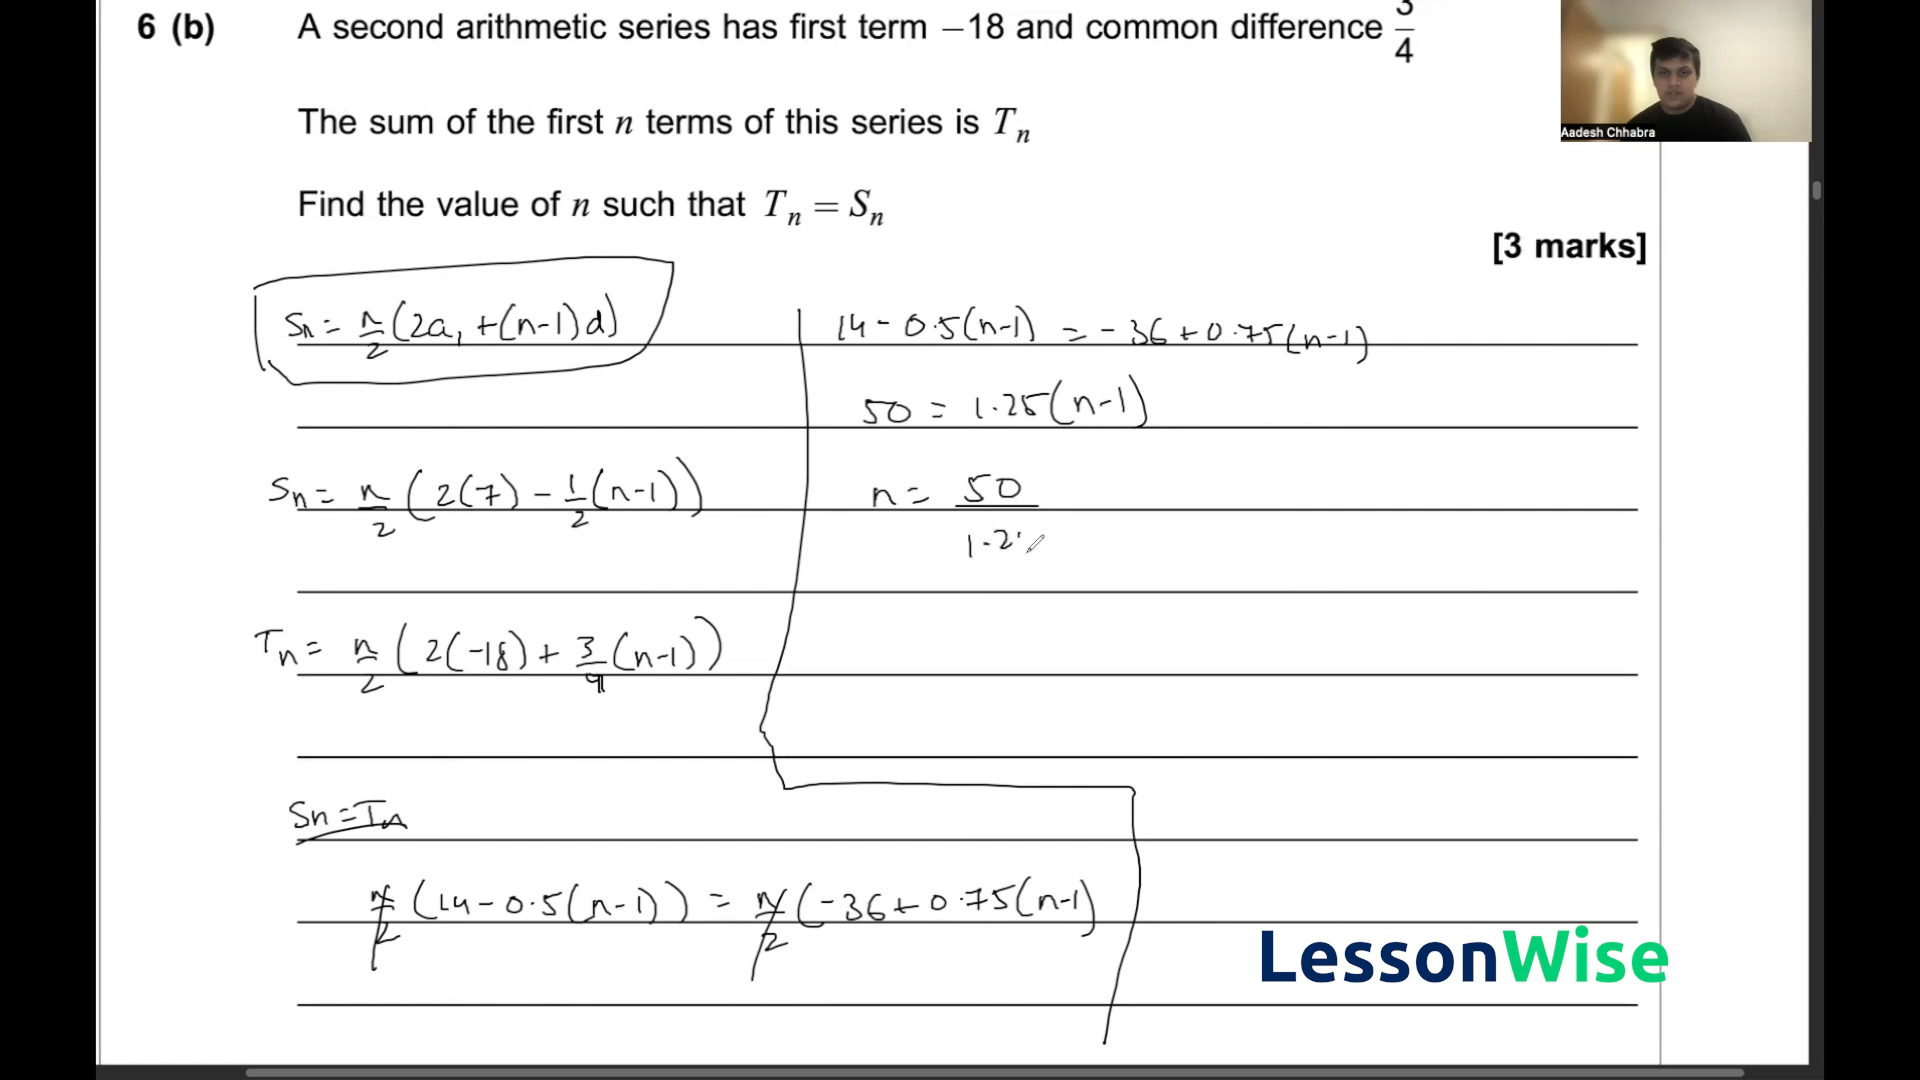 6 (b) A second arithmetic series has first term −18 and common difference 3/4
Aadesh Chhabra
The sum of the first n terms of this series is Tn
Find the value of n such that Tn = Sn
[3 marks]
Sn = n/2 (2a₁ + (n-1)d)
Sn = n/2 (2(7) - 1/2 (n-1))
Tn = n/2 (2(-18) + 3/4 (n-1))
Sn = Tn
n/2 (14 - 0.5(n-1)) = n/2 (-36 + 0.75(n-1)
14 - 0.5(n-1) = -36 + 0.75(n-1)
50 = 1.25(n-1)
n = 50/1.2
LessonWise